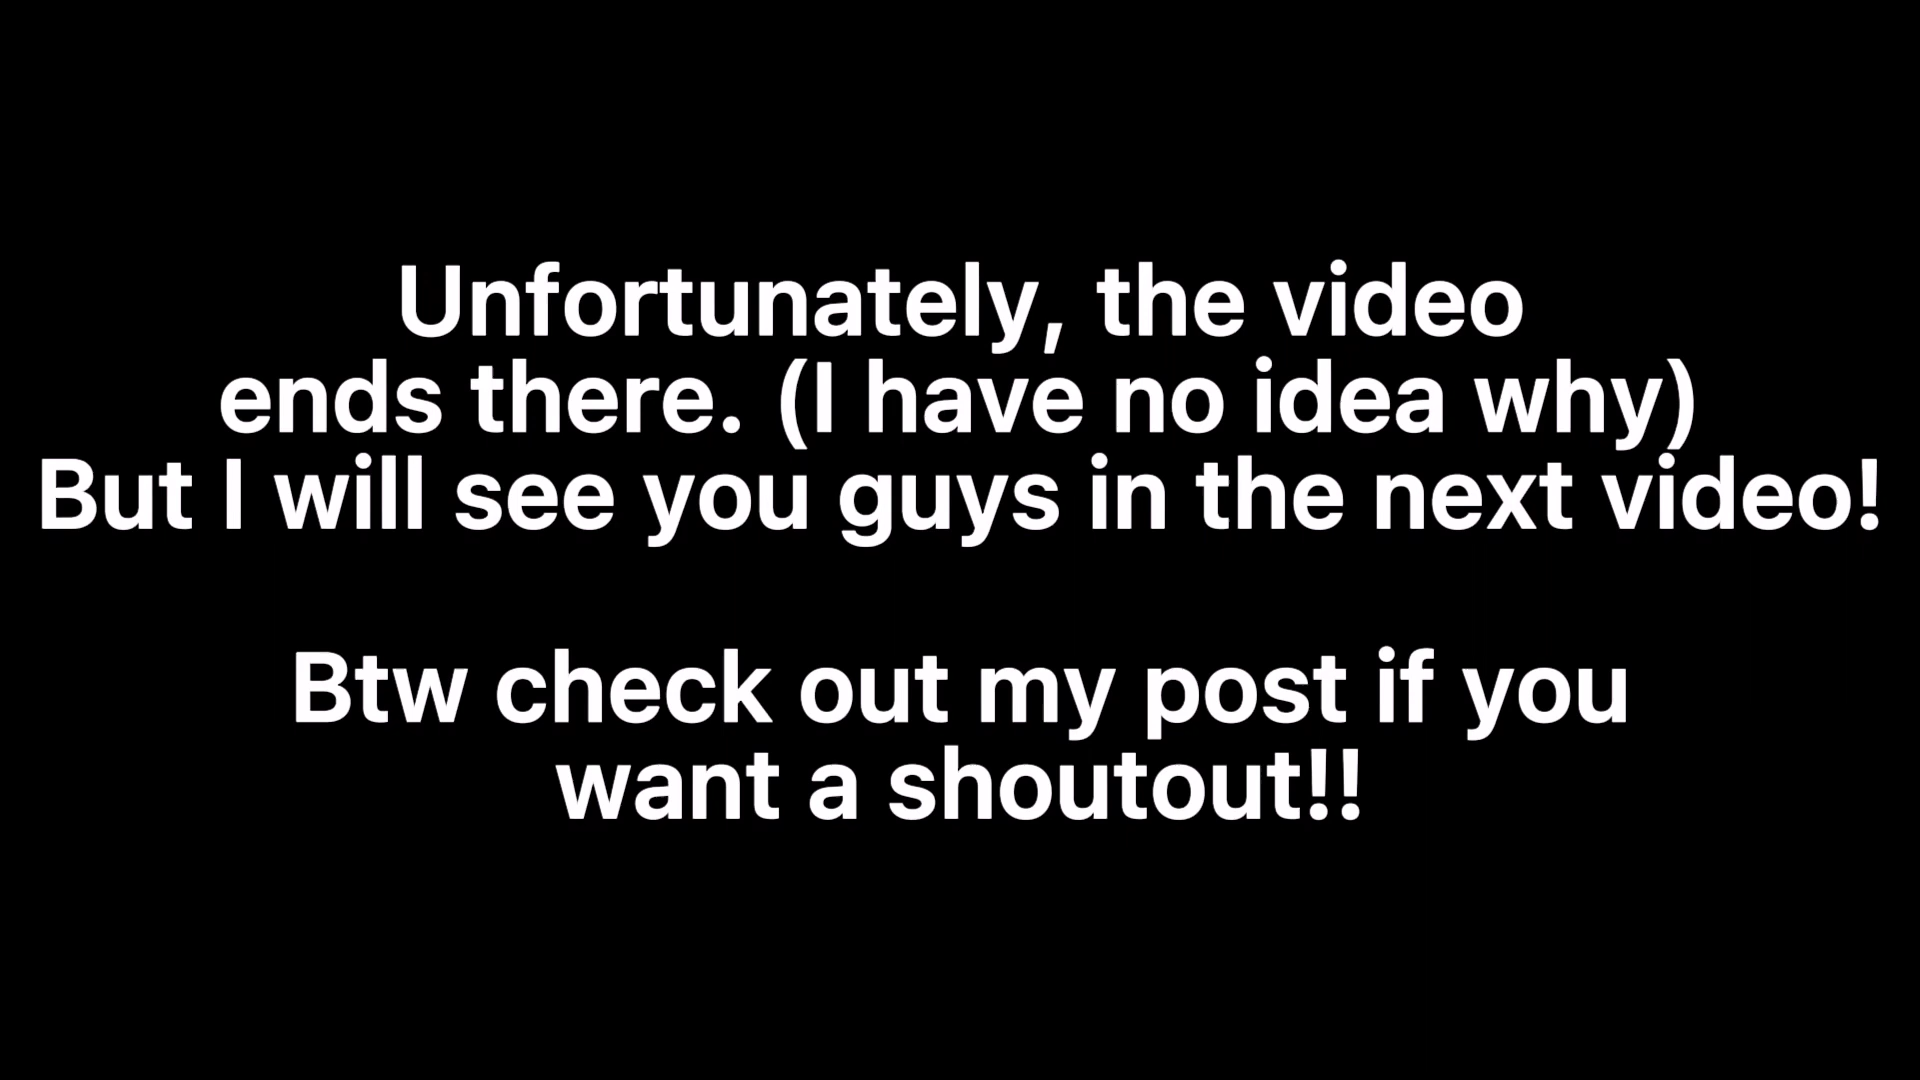 Unfortunately, the video
ends there. (I have no idea why)
But I will see you guys in the next video!
Btw check out my post if you
want a shoutout!!